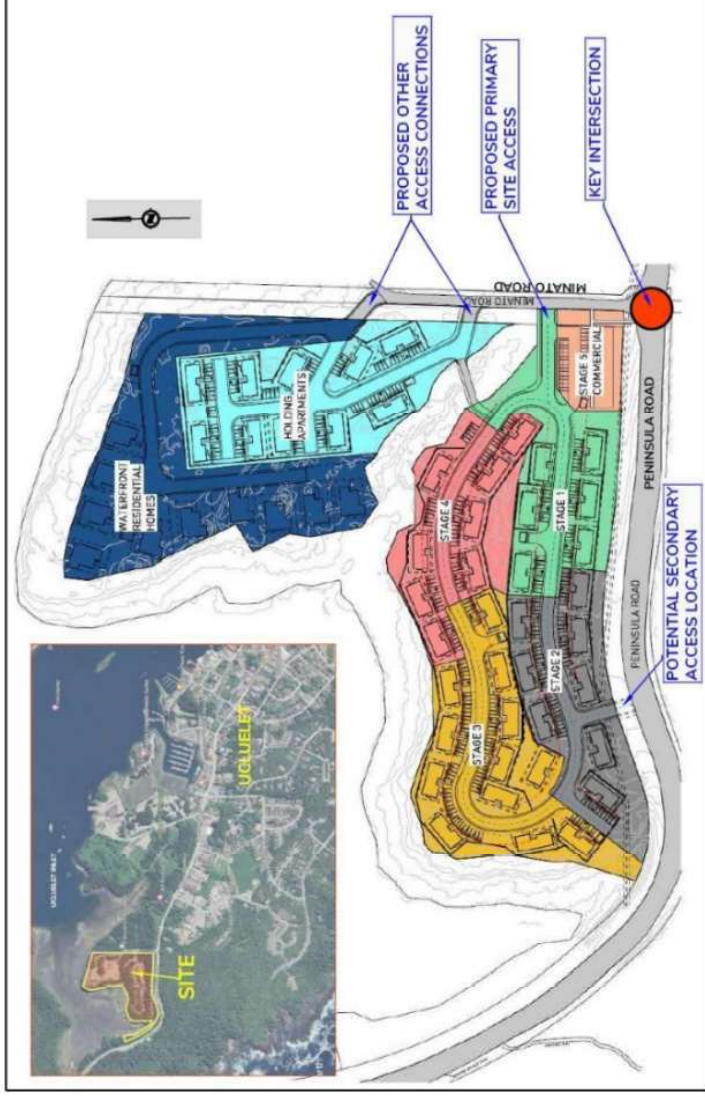 PROPOSED OTHER
ACCESS CONNECTIONS
PROPOSED PRIMARY
SITE ACCESS
KEY INTERSECTION
MINATO ROAD
MINATO ROAD
WATERFRONT
RESIDENTIAL
HOMES
HOLDING
APARTMENTS
STAGE 5
COMMERCIAL
STAGE 4
STAGE 1
STAGE 3
STAGE 2
PENINSULA ROAD
PENINSULA ROAD
POTENTIAL SECONDARY
ACCESS LOCATION
UCLUELET INLET
UCLUELET
SITE
N